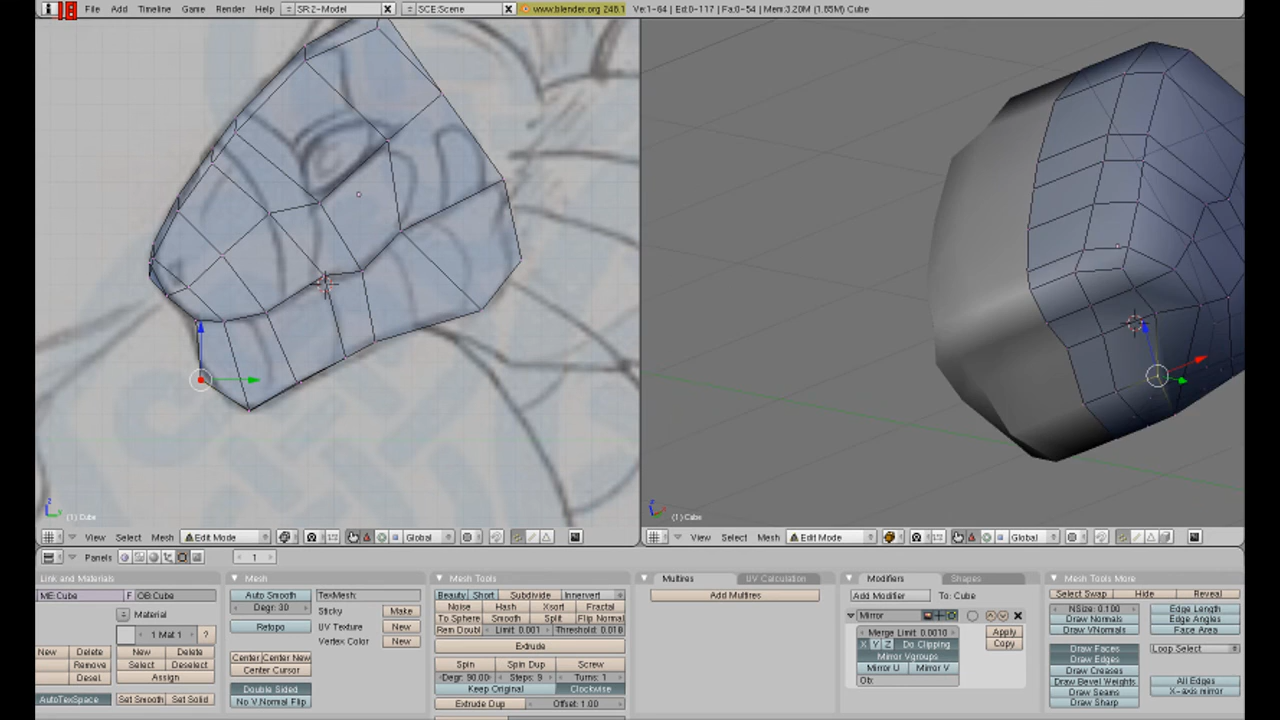 18 File Add Timeline Game Render Help SR:2-Model SCE:Scene www.blender.org 248.1 Ve:1-64 | Ed:0-117 | Fa:0-54 | Mem:3.20M (1.85M) Cube
(1) Cube (1) Cube
View Select Mesh Edit Mode Global View Select Mesh Edit Mode Global
Panels 1
Link and Materials Mesh Mesh Tools Multires UV Calculation Modifiers Shapes Mesh Tools More
ME:Cube F OB:Cube
Material
1 Mat 1 ?
New Delete New Delete
Remove Select Deselect
Desel. Assign
AutoTexSpace Set Smooth Set Solid
Auto Smooth TexMesh:
Degr: 30 Sticky Make
Retopo UV Texture New
Vertex Color New
Center Center New
Center Cursor
Double Sided
No V.Normal Flip
Beauty Short Subdivide Innervert
Noise Hash Xsort Fractal
To Sphere Smooth Split Flip Normal
Rem Doubl Limit: 0.001 Threshold: 0.010
Extrude
Spin Spin Dup Screw
Degr: 90.00 Steps: 9 Turns: 1
Keep Original Clockwise
Extrude Dup Offset: 1.00
Add Multires
Add Modifier To: Cube
Mirror
Merge Limit: 0.0010 Apply
X Y Z Do Clipping Copy
Mirror Vgroups
Mirror U Mirror V
Ob:
Select Swap Hide Reveal
NSize: 0.100 Edge Length
Draw Normals Edge Angles
Draw VNormals Face Area
Draw Faces Loop Select
Draw Edges
Draw Creases
Draw Bevel Weights All Edges
Draw Seams X-axis mirror
Draw Sharp